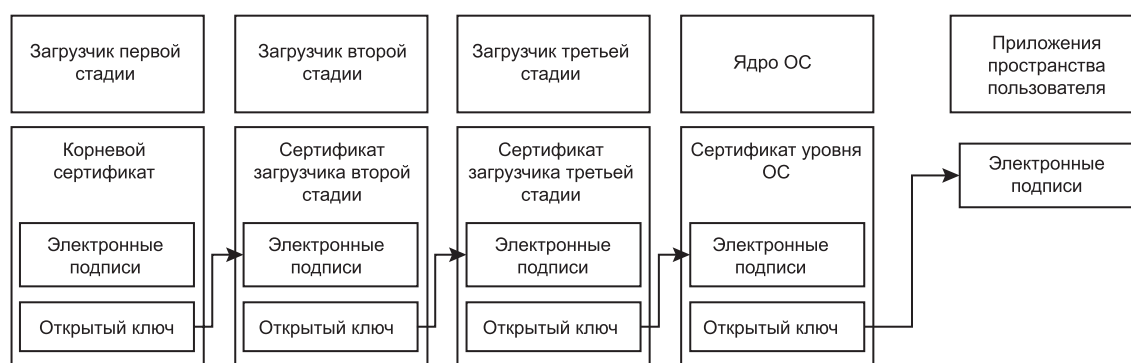 Загрузчик первой
стадии
Загрузчик второй
стадии
Загрузчик третьей
стадии
Ядро ОС
Приложения
пространства
пользователя
Корневой
сертификат
Электронные
подписи
Открытый ключ
Сертификат
загрузчика второй
стадии
Электронные
подписи
Открытый ключ
Сертификат
загрузчика третьей
стадии
Электронные
подписи
Открытый ключ
Сертификат уровня
ОС
Электронные
подписи
Открытый ключ
Электронные
подписи